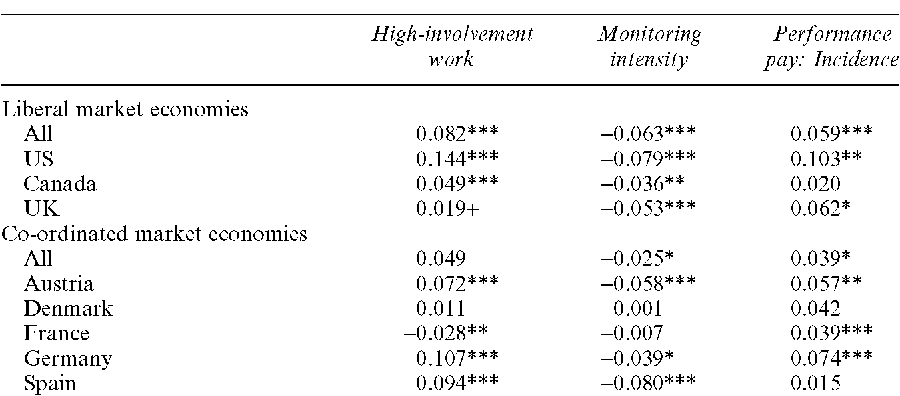 High-involvement work Monitoring intensity Performance pay: Incidence
Liberal market economies
All 0.082*** −0.063*** 0.059***
US 0.144*** −0.079*** 0.103**
Canada 0.049*** −0.036** 0.020
UK 0.019+ −0.053*** 0.062*
Co-ordinated market economies
All 0.049 −0.025* 0.039*
Austria 0.072*** −0.058*** 0.057**
Denmark 0.011 0.001 0.042
France −0.028** −0.007 0.039***
Germany 0.107*** −0.039* 0.074***
Spain 0.094*** −0.080*** 0.015